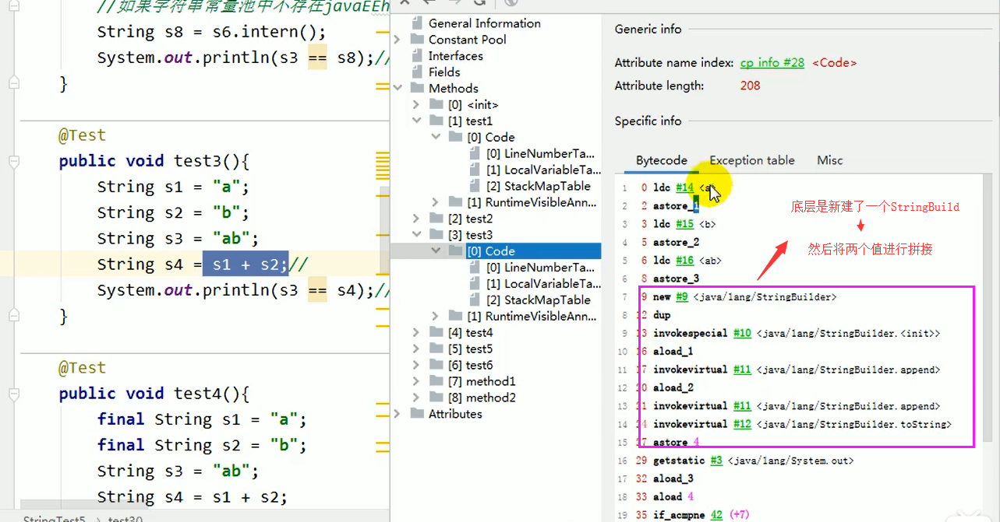 //如果字符串常量池中不存在javaEEh
String s8 = s6.intern();
System.out.println(s3 == s8);//
}
@Test
public void test3(){
String s1 = "a";
String s2 = "b";
String s3 = "ab";
String s4 = s1 + s2;//
System.out.println(s3 == s4);//
}
@Test
public void test4(){
final String s1 = "a";
final String s2 = "b";
String s3 = "ab";
String s4 = s1 + s2;
StringTest5 › test3()
General Information
Constant Pool
Interfaces
Fields
Methods
[0] <init>
[1] test1
[0] Code
[0] LineNumberTa...
[1] LocalVariableTa...
[2] StackMapTable
[1] RuntimeVisibleAnn...
[2] test2
[3] test3
[0] Code
[0] LineNumberTa...
[1] LocalVariableTa...
[2] StackMapTable
[1] RuntimeVisibleAnn...
[4] test4
[5] test5
[6] test6
[7] method1
[8] method2
Attributes
Generic info
Attribute name index: cp info #28 <Code>
Attribute length: 208
Specific info
Bytecode Exception table Misc
1 0 ldc #14 <a>
2 2 astore_1
3 3 ldc #15 <b>
4 5 astore_2
5 6 ldc #16 <ab>
6 8 astore_3
7 9 new #9 <java/lang/StringBuilder>
8 12 dup
9 13 invokespecial #10 <java/lang/StringBuilder.<init>>
10 16 aload_1
11 17 invokevirtual #11 <java/lang/StringBuilder.append>
12 20 aload_2
13 21 invokevirtual #11 <java/lang/StringBuilder.append>
14 24 invokevirtual #12 <java/lang/StringBuilder.toString>
15 27 astore 4
16 29 getstatic #3 <java/lang/System.out>
17 32 aload_3
18 33 aload 4
19 35 if_acmpne 42 (+7)
底层是新建了一个StringBuild
然后将两个值进行拼接